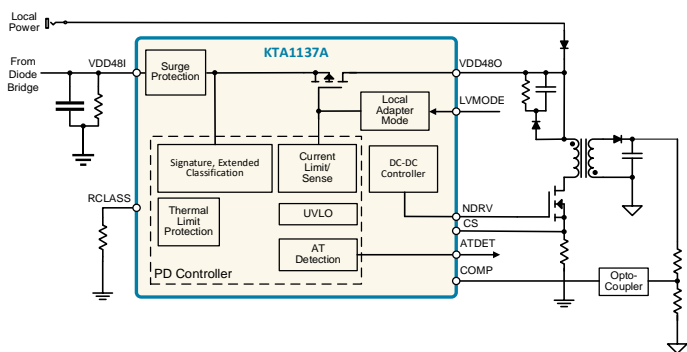 Local
Power
KTA1137A
From
Diode
Bridge
VDD48I
Surge
Protection
VDD48O
Local
Adapter
Mode
LVMODE
Signature, Extended
Classification
Current
Limit/
Sense
DC-DC
Controller
RCLASS
Thermal
Limit
Protection
UVLO
NDRV
CS
AT
Detection
ATDET
PD Controller
COMP
Opto-
Coupler